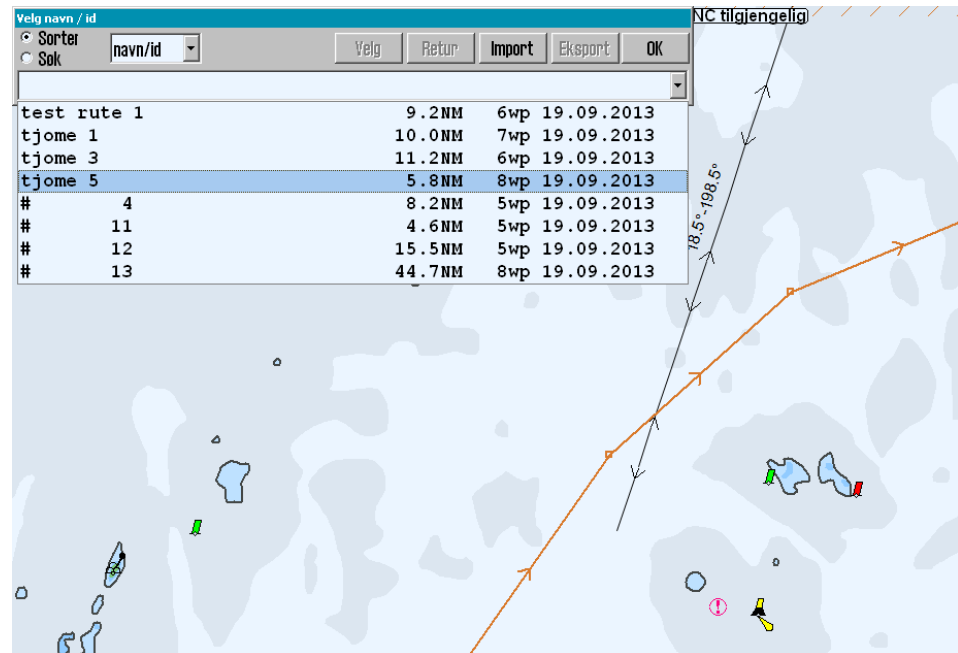 Velg navn / id
NC tilgjengelig
Sorter
Søk
navn/id
Velg
Retur
Import
Eksport
OK
test rute 1 9.2NM 6wp 19.09.2013
tjome 1 10.0NM 7wp 19.09.2013
tjome 3 11.2NM 6wp 19.09.2013
tjome 5 5.8NM 8wp 19.09.2013
# 4 8.2NM 5wp 19.09.2013
# 11 4.6NM 5wp 19.09.2013
# 12 15.5NM 5wp 19.09.2013
# 13 44.7NM 8wp 19.09.2013
18.5°-198.5°